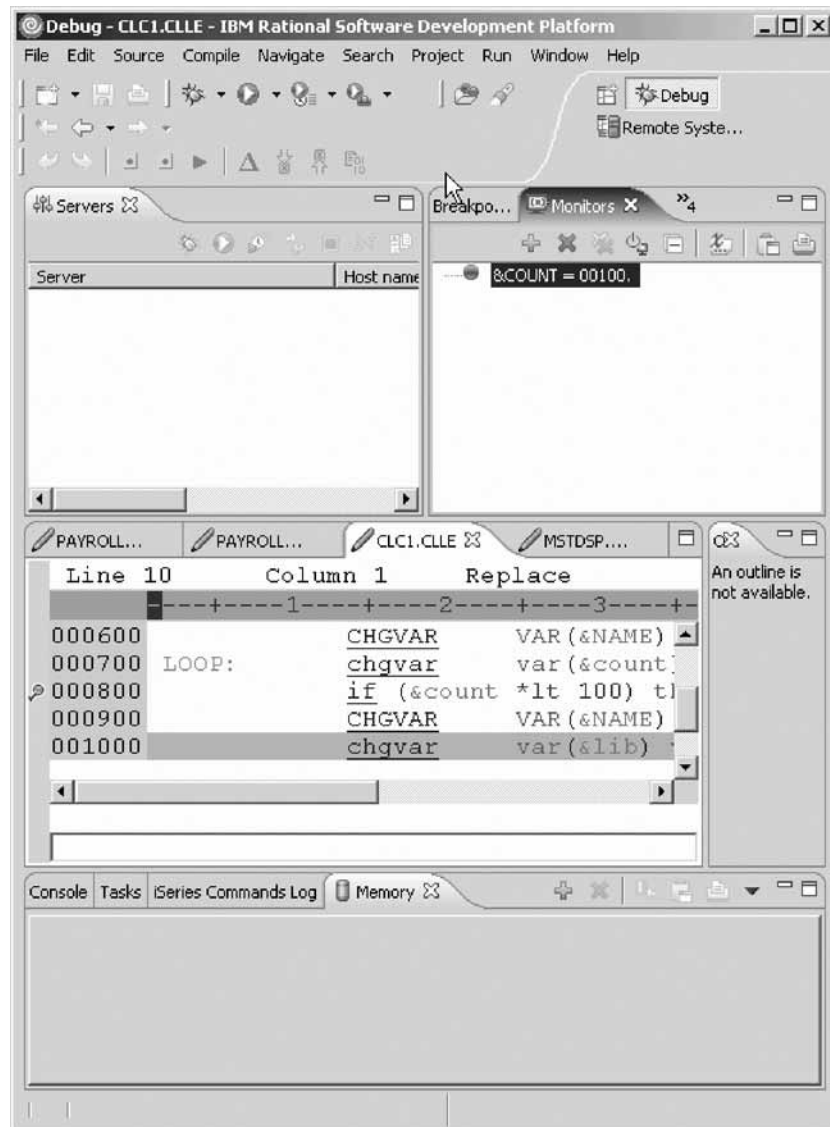 Debug - CLC1.CLLE - IBM Rational Software Development Platform
File Edit Source Compile Navigate Search Project Run Window Help
Debug
Remote Syste...
Servers
Breakpo...
Monitors
»4
Server
Host name
&COUNT = 00100.
PAYROLL...
PAYROLL...
CLC1.CLLE
MSTDSP....
Line 10 Column 1 Replace
----+----1----+----2----+----3----+-
000600 CHGVAR VAR(&NAME)
000700 LOOP: chgvar var(&count)
000800 if (&count *lt 100) t
000900 CHGVAR VAR(&NAME)
001000 chgvar var(&lib)
An outline is
not available.
Console
Tasks
iSeries Commands Log
Memory